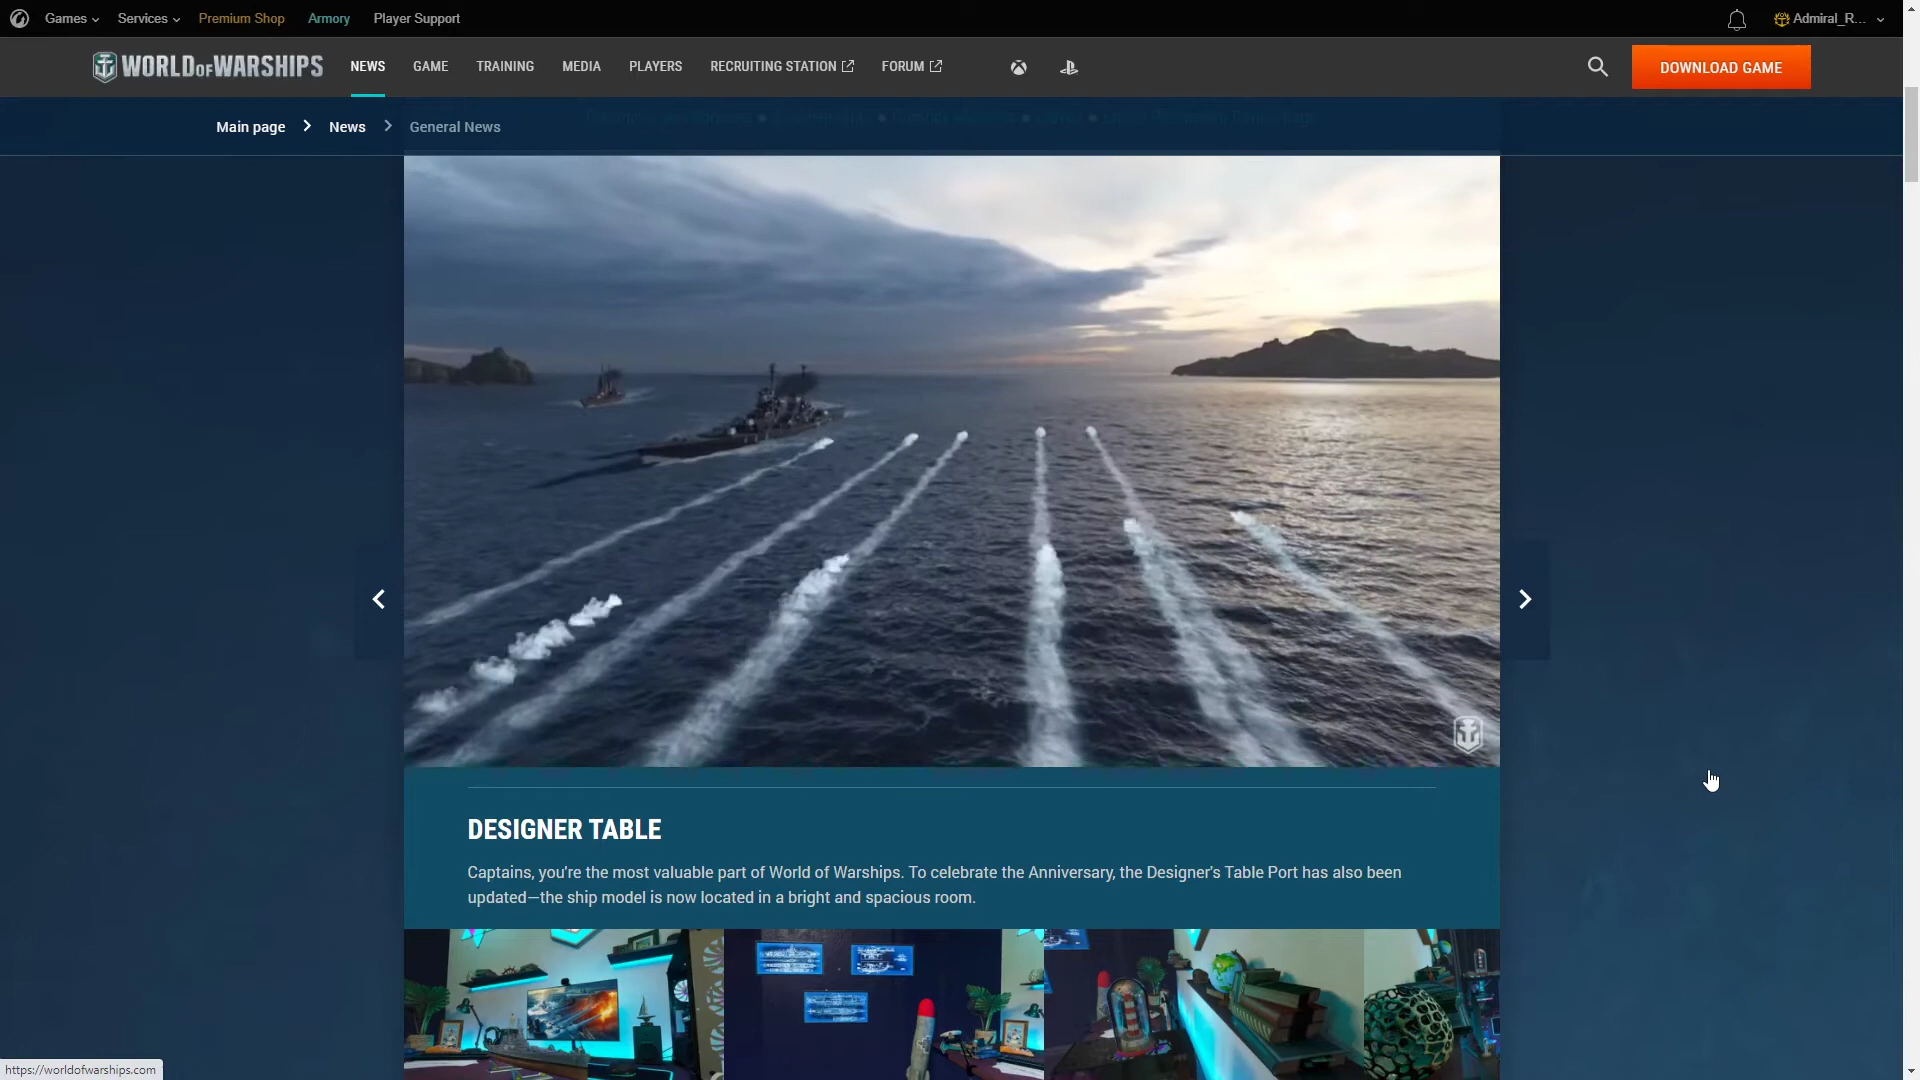 Games
Services
Premium Shop
Armory
Player Support
Admiral_R...
WORLD OF WARSHIPS
NEWS
GAME
TRAINING
MEDIA
PLAYERS
RECRUITING STATION
FORUM
DOWNLOAD GAME
Main page
News
General News
DESIGNER TABLE
Captains, you're the most valuable part of World of Warships. To celebrate the Anniversary, the Designer's Table Port has also been
updated—the ship model is now located in a bright and spacious room.
https://worldofwarships.com